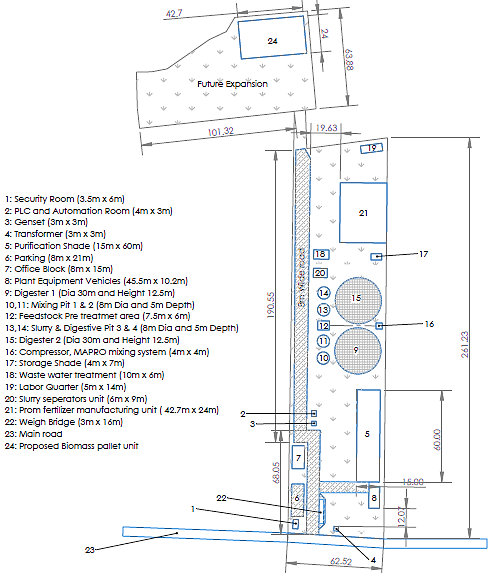 42.7
24
24
63.88
Future Expansion
101.32
19.63
19
1: Security Room (3.5m x 6m)
2: PLC and Automation Room (4m x 3m)
3: Genset (3m x 3m)
4: Transformer (3m x 3m)
5: Purification Shade (15m x 60m)
6: Parking (8m x 21m)
7: Office Block (8m x 15m)
8: Plant Equipment Vehicles (45.5m x 10.2m)
9: Digester 1 (Dia 30m and Height 12.5m)
10,11: Mixing Pit 1 & 2 (8m Dia and 5m Depth)
12: Feedstock Pre treatmet area (7.5m x 6m)
13,14: Slurry & Digestive Pit 3 & 4 (8m Dia and 5m Depth)
15: Digester 2 (Dia 30m and Height 12.5m)
16: Compressor, MAPRO mixing system (4m x 4m)
17: Storage Shade (4m x 7m)
18: Waste water treatment (10m x 6m)
19: Labor Quarter (5m x 14m)
20: Slurry seperators unit (6m x 9m)
21: Prom fertilizer manufacturing unit ( 42.7m x 24m)
22: Weigh Bridge (3m x 16m)
23: Main road
24: Proposed Biomass pallet unit
21
18
17
8m Wide road
20
14
15
13
190.55
12
16
11
9
10
261.23
2
3
5
60.00
7
68.05
15.00
22
6
8
1
12.07
23
62.52
4